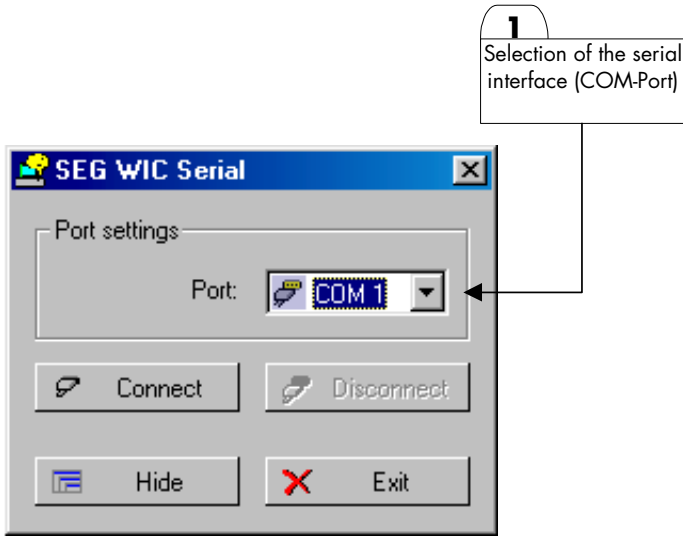 1
Selection of the serial
interface (COM-Port)
SEG WIC Serial
Port settings
Port:
COM 1
Connect
Disconnect
Hide
Exit